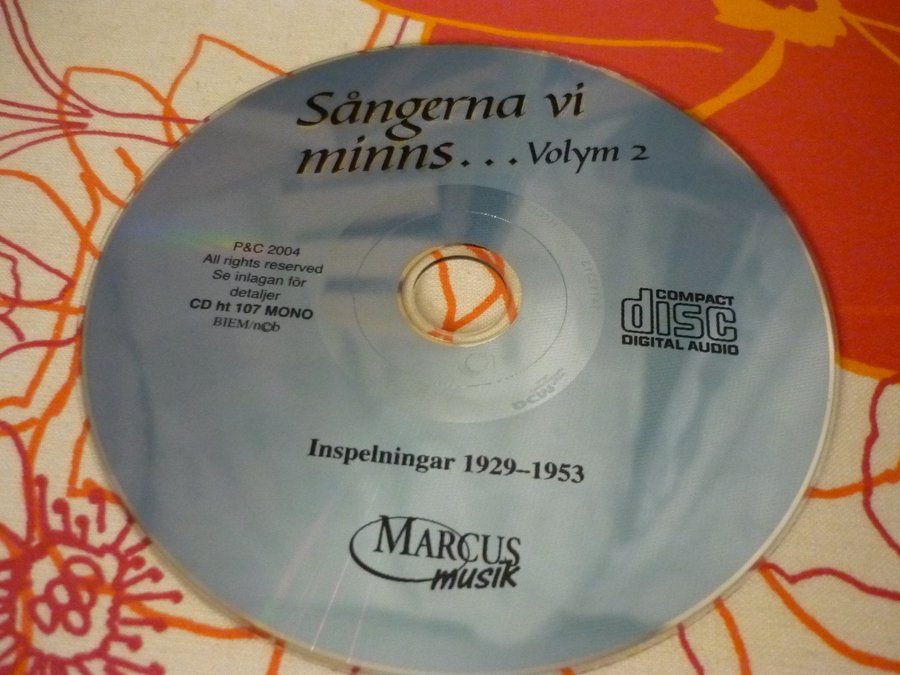 Sångerna vi
minns... Volym 2
P&C 2004
All rights reserved
Se inlagan för
detaljer
CD ht 107 MONO
BIEM/n©b
COMPACT
disc
DIGITAL AUDIO
Inspelningar 1929–1953
MARCUS
musik